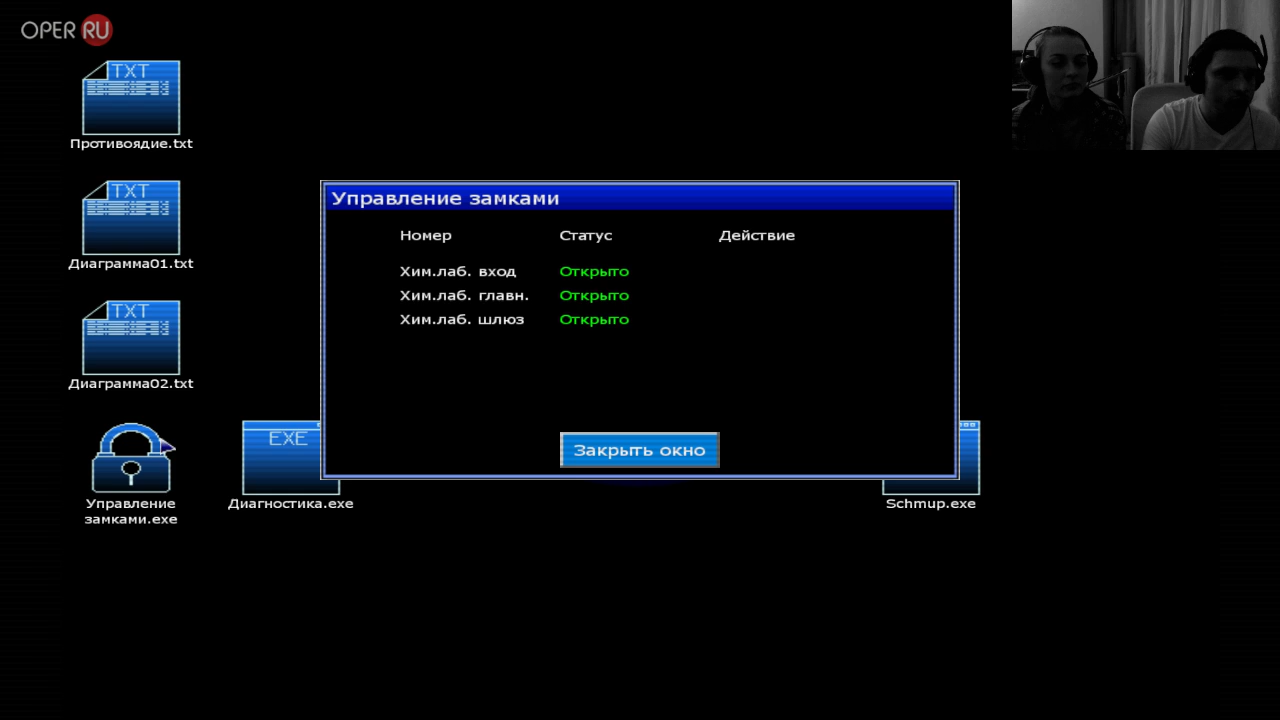 OPER RU
TXT
Противоядие.txt
TXT
Диаграмма01.txt
TXT
Диаграмма02.txt
Управление замками
Номер Статус Действие
Хим.лаб. вход Открыто
Хим.лаб. главн. Открыто
Хим.лаб. шлюз Открыто
Закрыть окно
EXE
Управление
замками.exe
Диагностика.exe
Schmup.exe